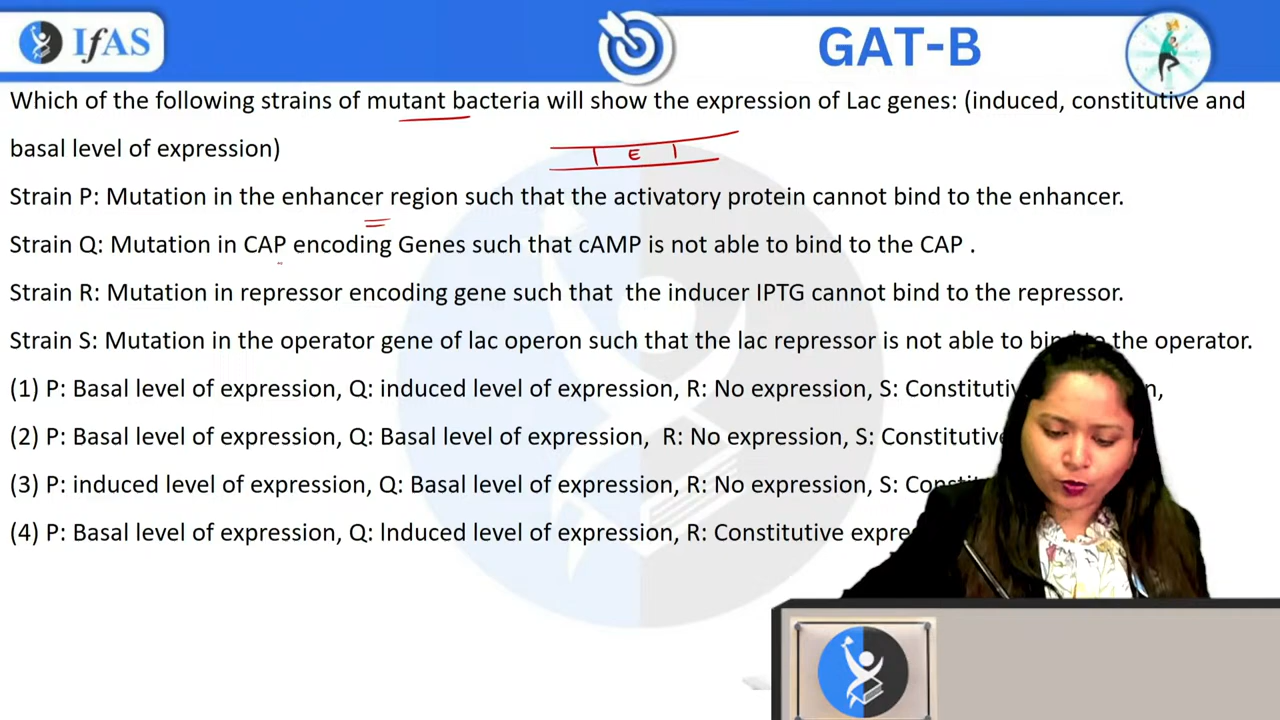 IfAS
GAT-B
Which of the following strains of mutant bacteria will show the expression of Lac genes: (induced, constitutive and
basal level of expression)
E
Strain P: Mutation in the enhancer region such that the activatory protein cannot bind to the enhancer.
Strain Q: Mutation in CAP encoding Genes such that cAMP is not able to bind to the CAP .
Strain R: Mutation in repressor encoding gene such that the inducer IPTG cannot bind to the repressor.
Strain S: Mutation in the operator gene of lac operon such that the lac repressor is not able to bind to the operator.
(1) P: Basal level of expression, Q: induced level of expression, R: No expression, S:
(2) P: Basal level of expression, Q: Basal level of expression, R: No expression, S: Constitutive
(3) P: induced level of expression, Q: Basal level of expression, R: No expression, S:
(4) P: Basal level of expression, Q: Induced level of expression, R: Constitutive